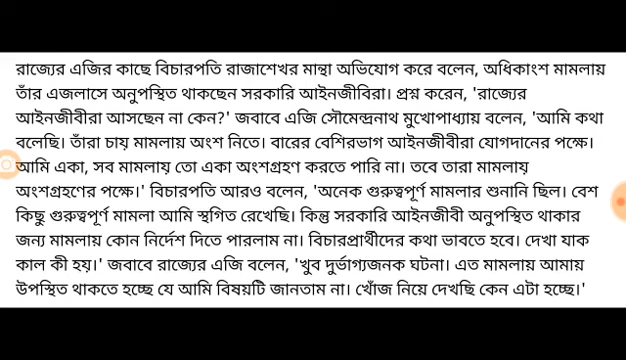 রাজ্যের এজির কাছে বিচারপতি রাজাশেখর মান্থা অভিযোগ করে বলেন, অধিকাংশ মামলায়
তাঁর এজলাসে অনুপস্থিত থাকছেন সরকারি আইনজীবিরা। প্রশ্ন করেন, 'রাজ্যের
আইনজীবীরা আসছেন না কেন?' জবাবে এজি সৌমেন্দ্রনাথ মুখোপাধ্যায় বলেন, 'আমি কথা
বলেছি। তাঁরা চায় মামলায় অংশ নিতে। বারের বেশিরভাগ আইনজীবীরা যোগদানের পক্ষে।
আমি একা, সব মামলায় তো একা অংশগ্রহণ করতে পারি না। তবে তারা মামলায়
অংশগ্রহণের পক্ষে।' বিচারপতি আরও বলেন, 'অনেক গুরুত্বপূর্ণ মামলার শুনানি ছিল। বেশ
কিছু গুরুত্বপূর্ণ মামলা আমি স্থগিত রেখেছি। কিন্তু সরকারি আইনজীবী অনুপস্থিত থাকার
জন্য মামলায় কোন নির্দেশ দিতে পারলাম না। বিচারপ্রার্থীদের কথা ভাবতে হবে। দেখা যাক
কাল কী হয়।' জবাবে রাজ্যের এজি বলেন, 'খুব দুর্ভাগ্যজনক ঘটনা। এত মামলায় আমায়
উপস্থিত থাকতে হচ্ছে যে আমি বিষয়টি জানতাম না। খোঁজ নিয়ে দেখছি কেন এটা হচ্ছে।'